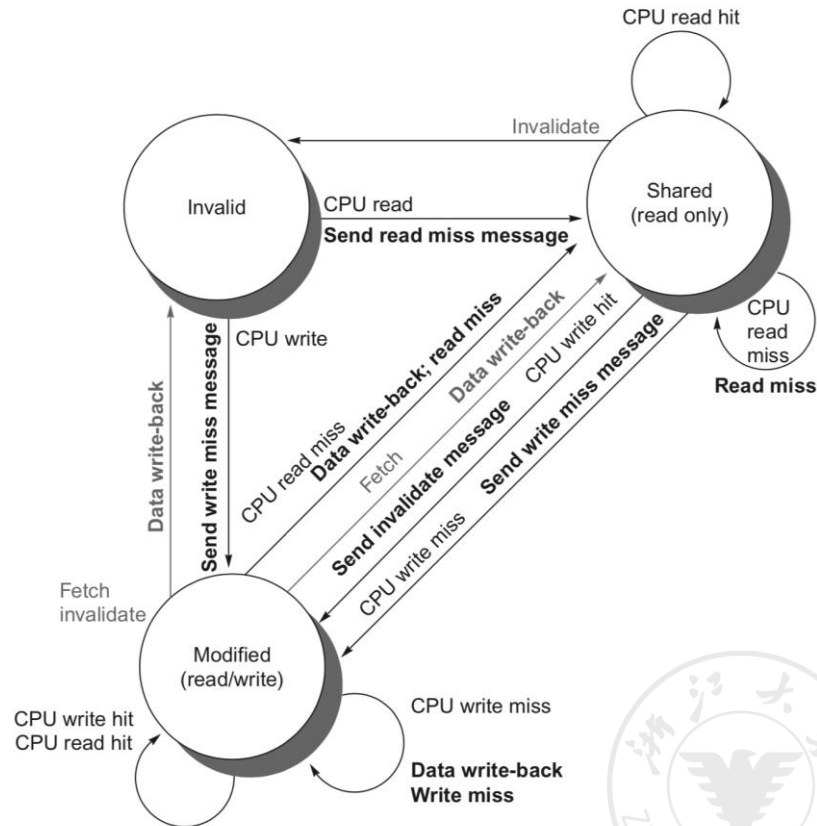 CPU read hit
Invalidate
Invalid
Shared
(read only)
CPU read
Send read miss message
CPU write
CPU
read
miss
Read miss
Data write-back
Send write miss message
CPU read miss
Data write-back; read miss
Fetch
Data write-back
Send invalidate message
CPU write hit
CPU write miss
Send write miss message
Fetch
invalidate
Modified
(read/write)
CPU write hit
CPU read hit
CPU write miss
Data write-back
Write miss
浙江大